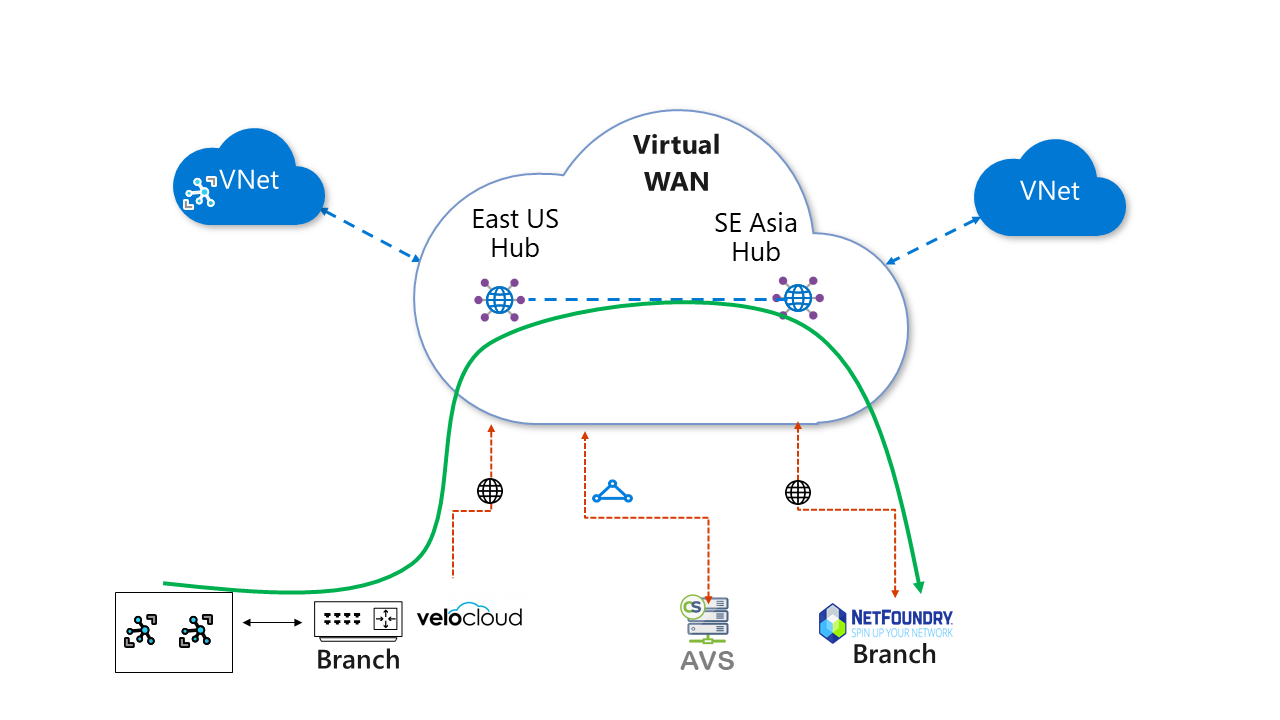 Virtual
WAN
VNet
VNet
East US
Hub
SE Asia
Hub
velocloud
Branch
CS
AVS
NETFOUNDRY
SPIN UP YOUR NETWORK
Branch